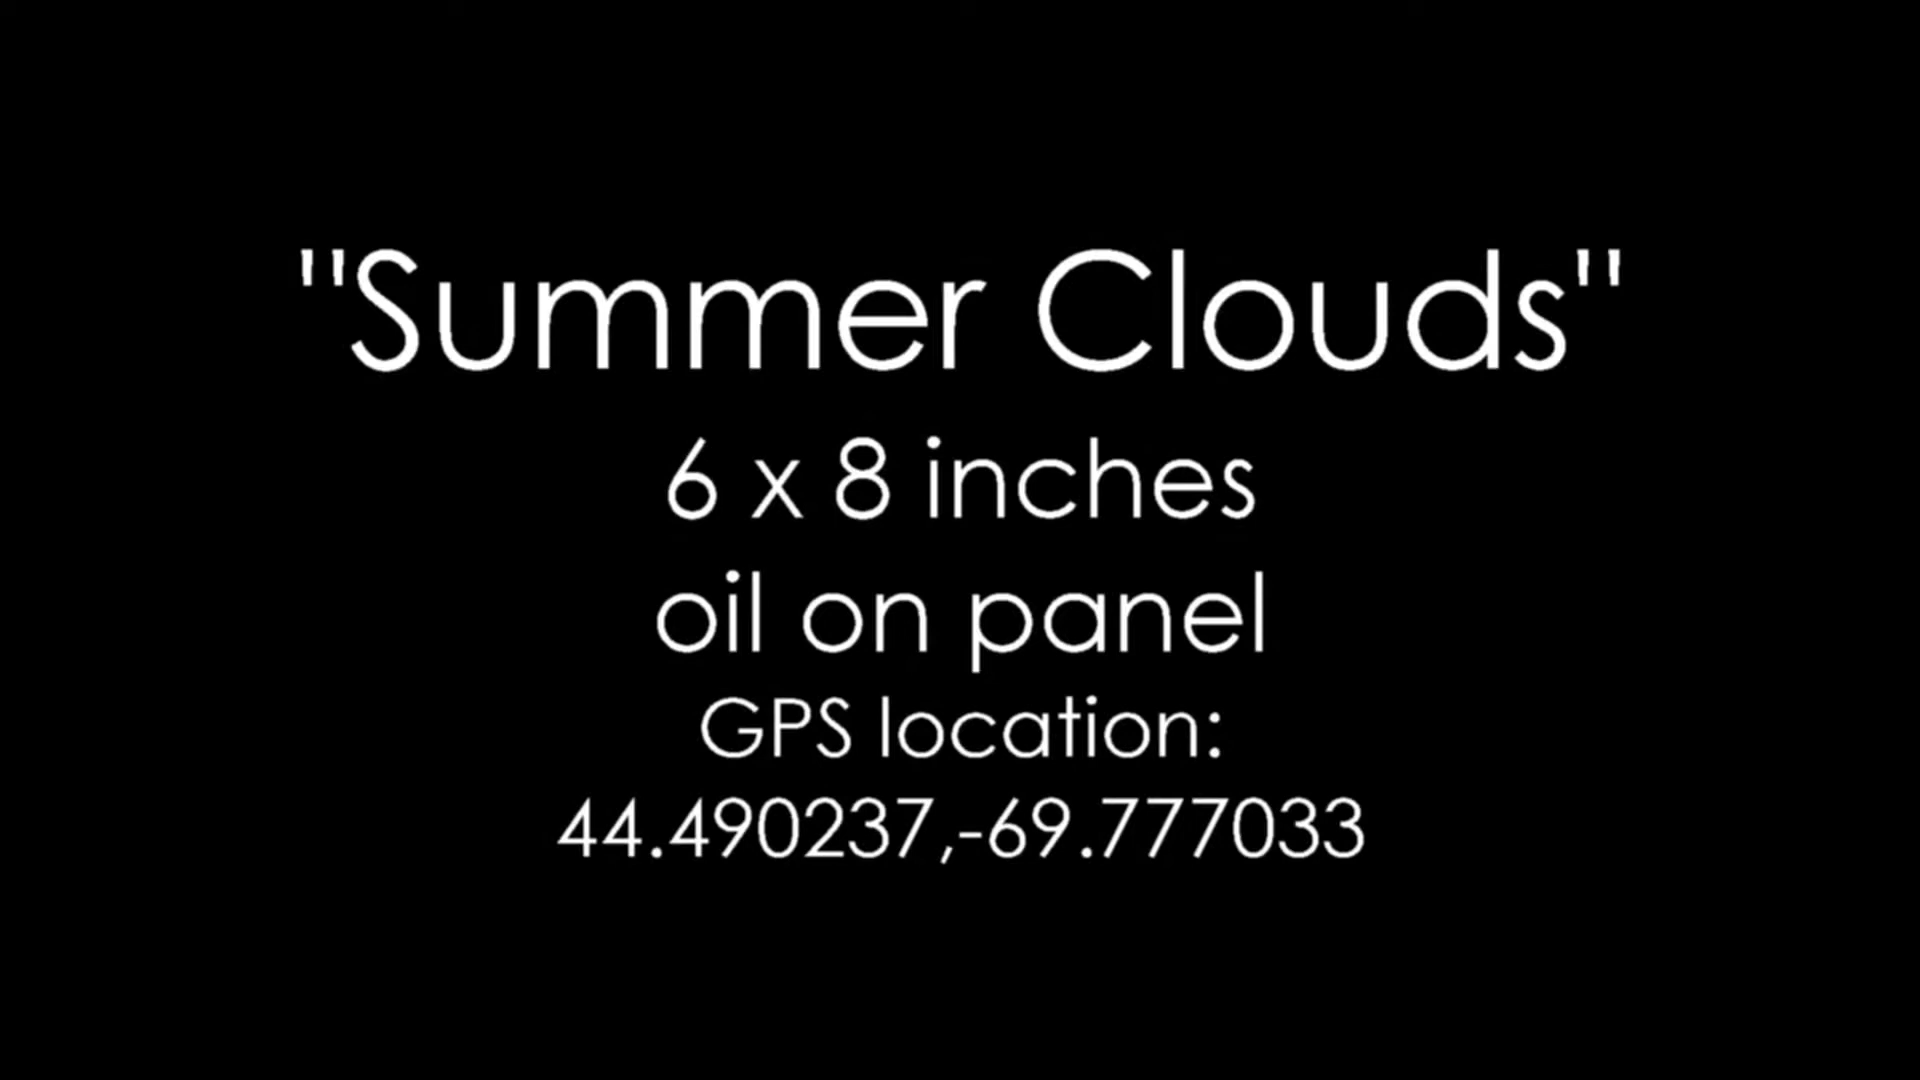 "Summer Clouds"
6 x 8 inches
oil on panel
GPS location:
44.490237,-69.777033